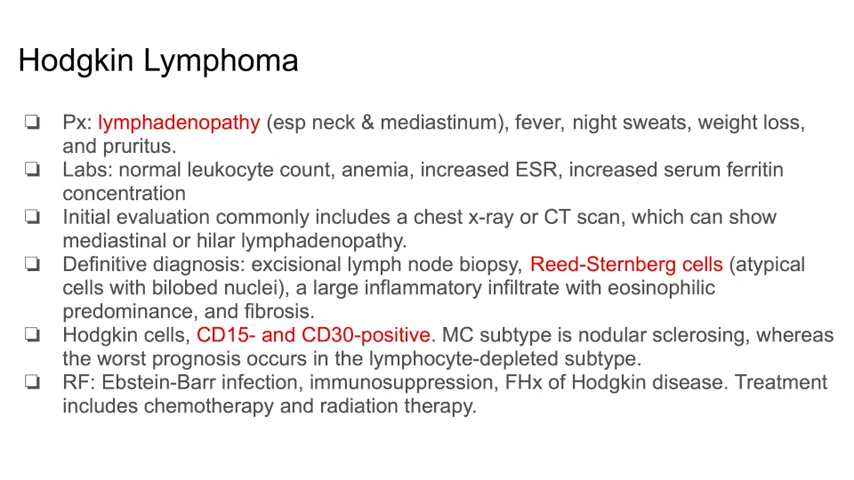 Hodgkin Lymphoma
❏ Px: lymphadenopathy (esp neck & mediastinum), fever, night sweats, weight loss,
and pruritus.
❏ Labs: normal leukocyte count, anemia, increased ESR, increased serum ferritin
concentration
❏ Initial evaluation commonly includes a chest x-ray or CT scan, which can show
mediastinal or hilar lymphadenopathy.
❏ Definitive diagnosis: excisional lymph node biopsy, Reed-Sternberg cells (atypical
cells with bilobed nuclei), a large inflammatory infiltrate with eosinophilic
predominance, and fibrosis.
❏ Hodgkin cells, CD15- and CD30-positive. MC subtype is nodular sclerosing, whereas
the worst prognosis occurs in the lymphocyte-depleted subtype.
❏ RF: Ebstein-Barr infection, immunosuppression, FHx of Hodgkin disease. Treatment
includes chemotherapy and radiation therapy.